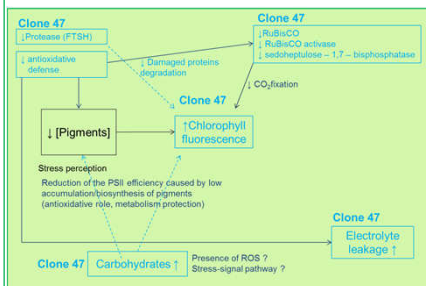 Clone 47
↓Protease (FTSH)
↓ antioxidative
defense
↓ Damaged proteins
degradation
Clone 47
↓RuBisCO
↓ RuBisCO activase
↓ sedoheptulose – 1,7 – bisphosphatase
↓ CO₂fixation
Clone 47
↑Chlorophyll
fluorescence
↓ [Pigments]
Stress perception
Reduction of the PSII efficiency caused by low
accumulation/biosynthesis of pigments
(antioxidative role, metabolism protection)
Clone 47
Electrolyte
leakage ↑
Clone 47
Carbohydrates ↑
Presence of ROS ?
Stress-signal pathway ?